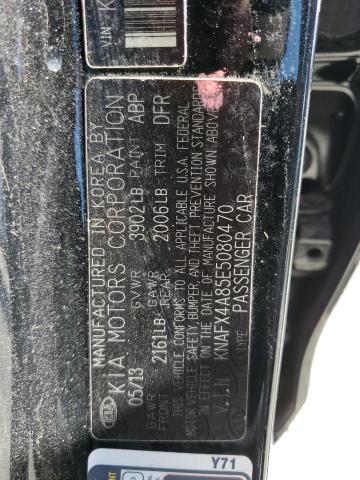 VIN: K
KIA
MANUFACTURED IN KOREA BY
KIA MOTORS CORPORATION
05/13 GVWR 3902LB PAINT ABP
GAWR FRONT 2161LB GAWR REAR 2006LB TRIM DFR
THIS VEHICLE CONFORMS TO ALL APPLICABLE U.S.A. FEDERAL
MOTOR VEHICLE SAFETY, BUMPER AND THEFT PREVENTION STANDARDS
IN EFFECT ON THE DATE OF MANUFACTURE SHOWN ABOVE.
V.I.N: KNAFX4A85E5080470
TYPE: PASSENGER CAR
Y71